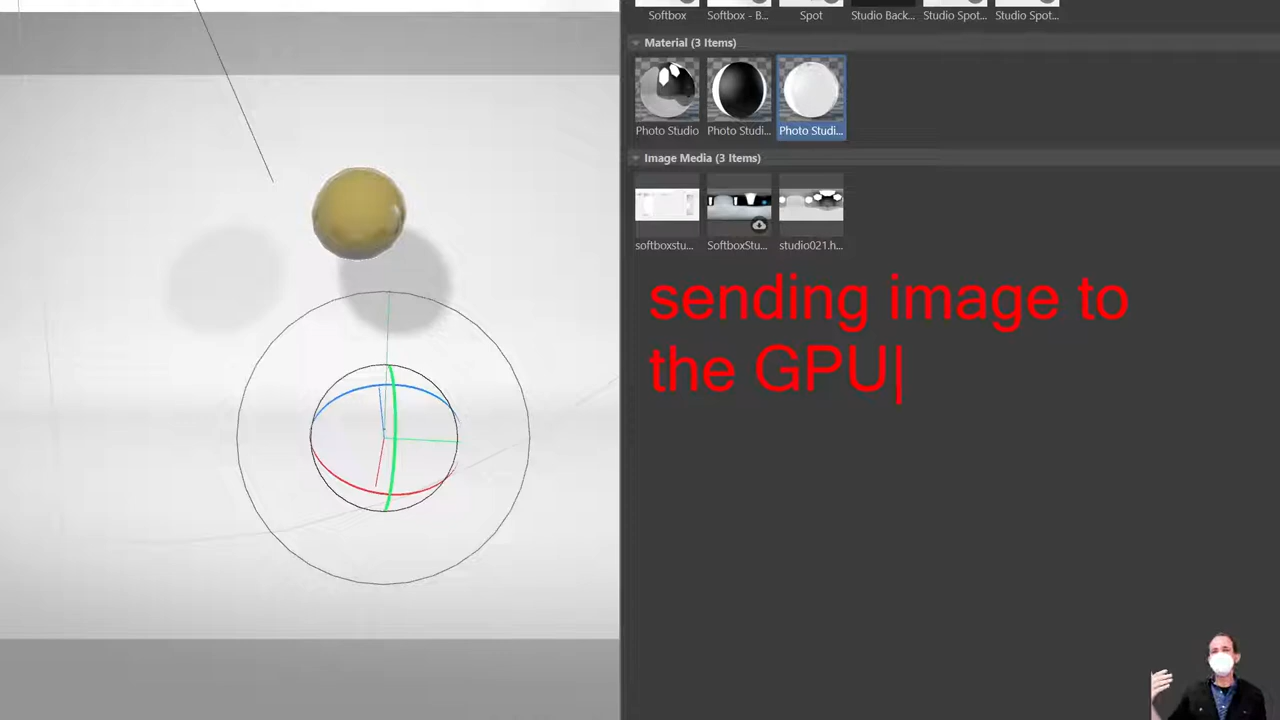 Softbox
Softbox - B...
Spot
Studio Back...
Studio Spot...
Studio Spot...
Material (3 Items)
Photo Studio
Photo Studi...
Photo Studi...
Image Media (3 Items)
softboxstu...
SoftboxStu...
studio021.h...
sending image to
the GPU